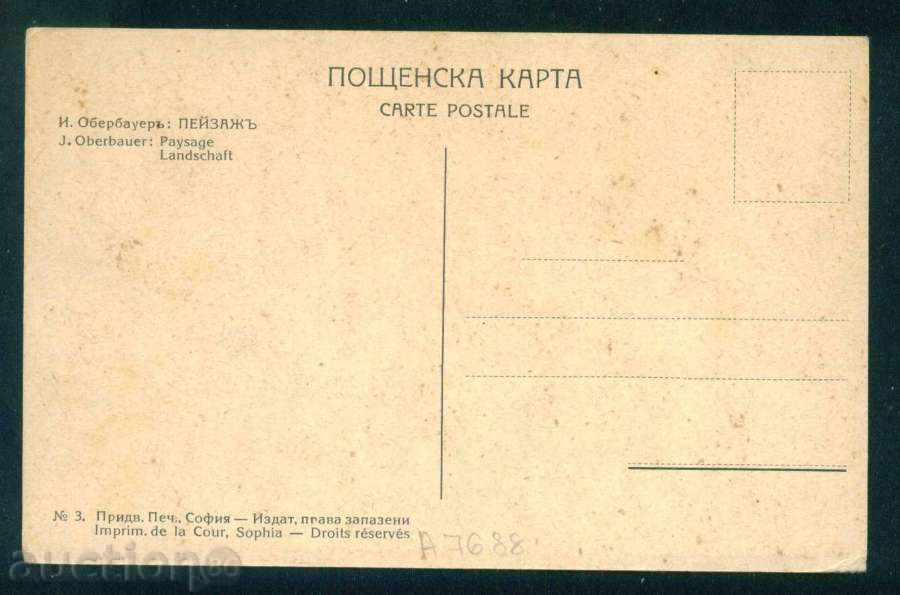 ПОЩЕНСКА КАРТА
CARTE POSTALE
И. Обербауеръ: ПЕЙЗАЖЪ
J. Oberbauer: Paysage
Landschaft
№ 3. Придв. Печ. София — Издат. права запазени
Imprim. de la Cour, Sophia — Droits réservés
A 7688
auction